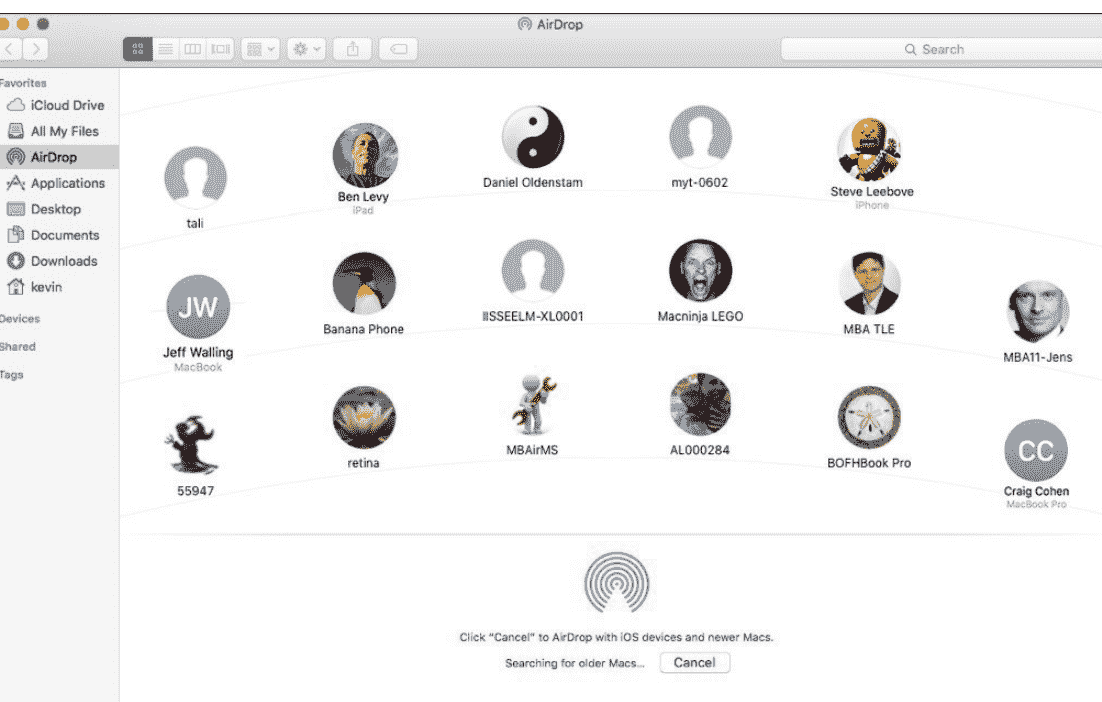 AirDrop
Search
Favorites
iCloud Drive
All My Files
AirDrop
Applications
Desktop
Documents
Downloads
kevin
Devices
Shared
Tags
tali
Ben Levy
iPad
Daniel Oldenstam
myt-0602
Steve Leebove
iPhone
JW
Jeff Walling
MacBook
Banana Phone
Macninja LEGO
MBA TLE
MBA11-Jens
55947
retina
MBAirMS
AL000284
BOFHBook Pro
CC
Craig Cohen
MacBook Pro
Click "Cancel" to AirDrop with iOS devices and newer Macs.
Searching for older Macs... Cancel